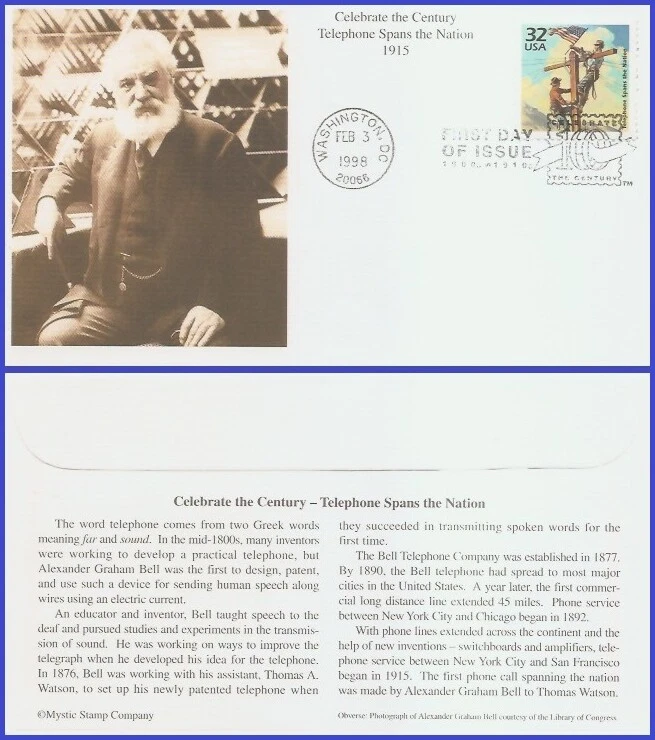 Celebrate the Century
Telephone Spans the Nation
1915
32
USA
Telephone Spans the Nation
WASHINGTON, DC
FEB 3
1998
20066
FIRST DAY
OF ISSUE
CELEBRATE
THE CENTURY
™
Celebrate the Century – Telephone Spans the Nation
The word telephone comes from two Greek words
meaning far and sound. In the mid-1800s, many inventors
were working to develop a practical telephone, but
Alexander Graham Bell was the first to design, patent,
and use such a device for sending human speech along
wires using an electric current.
An educator and inventor, Bell taught speech to the
deaf and pursued studies and experiments in the transmis-
sion of sound. He was working on ways to improve the
telegraph when he developed his idea for the telephone.
In 1876, Bell was working with his assistant, Thomas A.
Watson, to set up his newly patented telephone when
they succeeded in transmitting spoken words for the
first time.
The Bell Telephone Company was established in 1877.
By 1890, the Bell telephone had spread to most major
cities in the United States. A year later, the first commer-
cial long distance line extended 45 miles. Phone service
between New York City and Chicago began in 1892.
With phone lines extended across the continent and the
help of new inventions – switchboards and amplifiers, tele-
phone service between New York City and San Francisco
began in 1915. The first phone call spanning the nation
was made by Alexander Graham Bell to Thomas Watson.
©Mystic Stamp Company
Obverse: Photograph of Alexander Graham Bell courtesy of the Library of Congress.